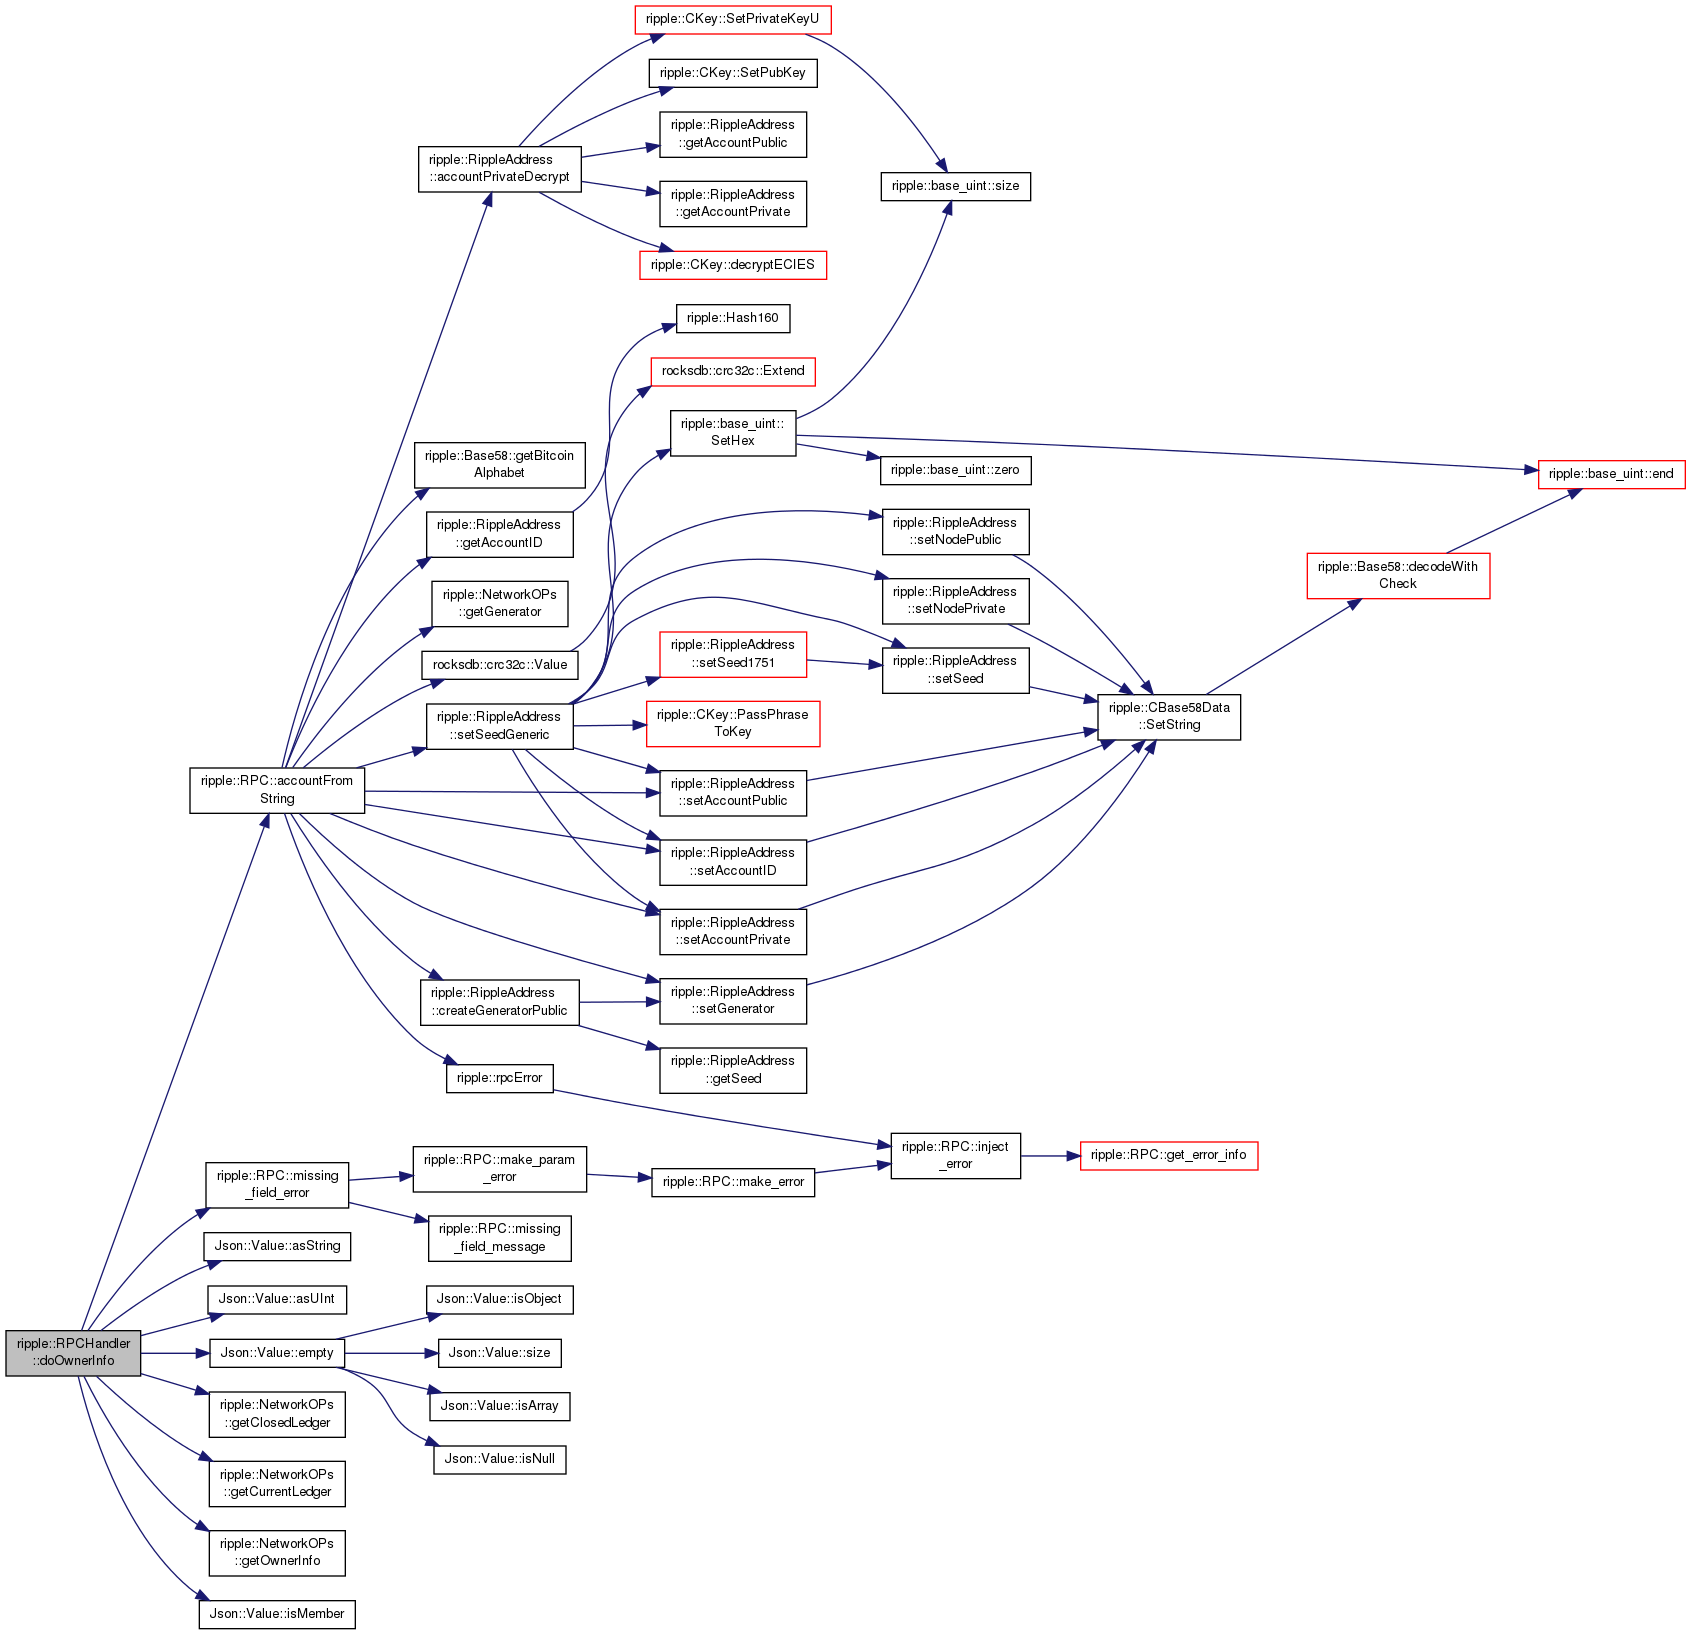 ripple::CKey::SetPrivateKeyU
ripple::CKey::SetPubKey
ripple::RippleAddress
::getAccountPublic
ripple::RippleAddress
::accountPrivateDecrypt
ripple::RippleAddress
::getAccountPrivate
ripple::base_uint::size
ripple::CKey::decryptECIES
ripple::Hash160
rocksdb::crc32c::Extend
ripple::base_uint::
SetHex
ripple::Base58::getBitcoin
Alphabet
ripple::base_uint::zero
ripple::base_uint::end
ripple::RippleAddress
::getAccountID
ripple::RippleAddress
::setNodePublic
ripple::Base58::decodeWith
Check
ripple::NetworkOPs
::getGenerator
ripple::RippleAddress
::setNodePrivate
rocksdb::crc32c::Value
ripple::RippleAddress
::setSeed1751
ripple::RippleAddress
::setSeed
ripple::RippleAddress
::setSeedGeneric
ripple::CKey::PassPhrase
ToKey
ripple::CBase58Data
::SetString
ripple::RPC::accountFrom
String
ripple::RippleAddress
::setAccountPublic
ripple::RippleAddress
::setAccountID
ripple::RippleAddress
::setAccountPrivate
ripple::RippleAddress
::createGeneratorPublic
ripple::RippleAddress
::setGenerator
ripple::rpcError
ripple::RippleAddress
::getSeed
ripple::RPC::missing
_field_error
ripple::RPC::make_param
_error
ripple::RPC::make_error
ripple::RPC::inject
_error
ripple::RPC::get_error_info
ripple::RPC::missing
_field_message
Json::Value::asString
Json::Value::asUInt
Json::Value::isObject
ripple::RPCHandler
::doOwnerInfo
Json::Value::empty
Json::Value::size
ripple::NetworkOPs
::getClosedLedger
Json::Value::isArray
Json::Value::isNull
ripple::NetworkOPs
::getCurrentLedger
ripple::NetworkOPs
::getOwnerInfo
Json::Value::isMember